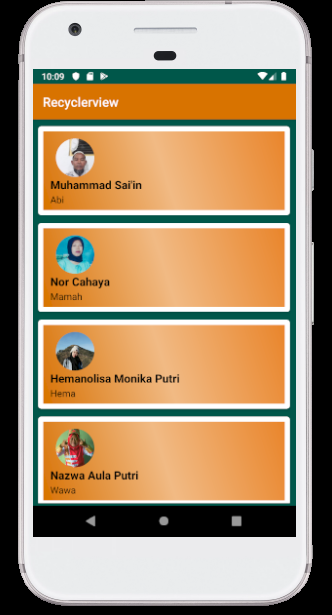 10:09
Recyclerview
Muhammad Sai'in
Abi
Nor Cahaya
Mamah
Hemanolisa Monika Putri
Hema
Nazwa Aula Putri
Wawa